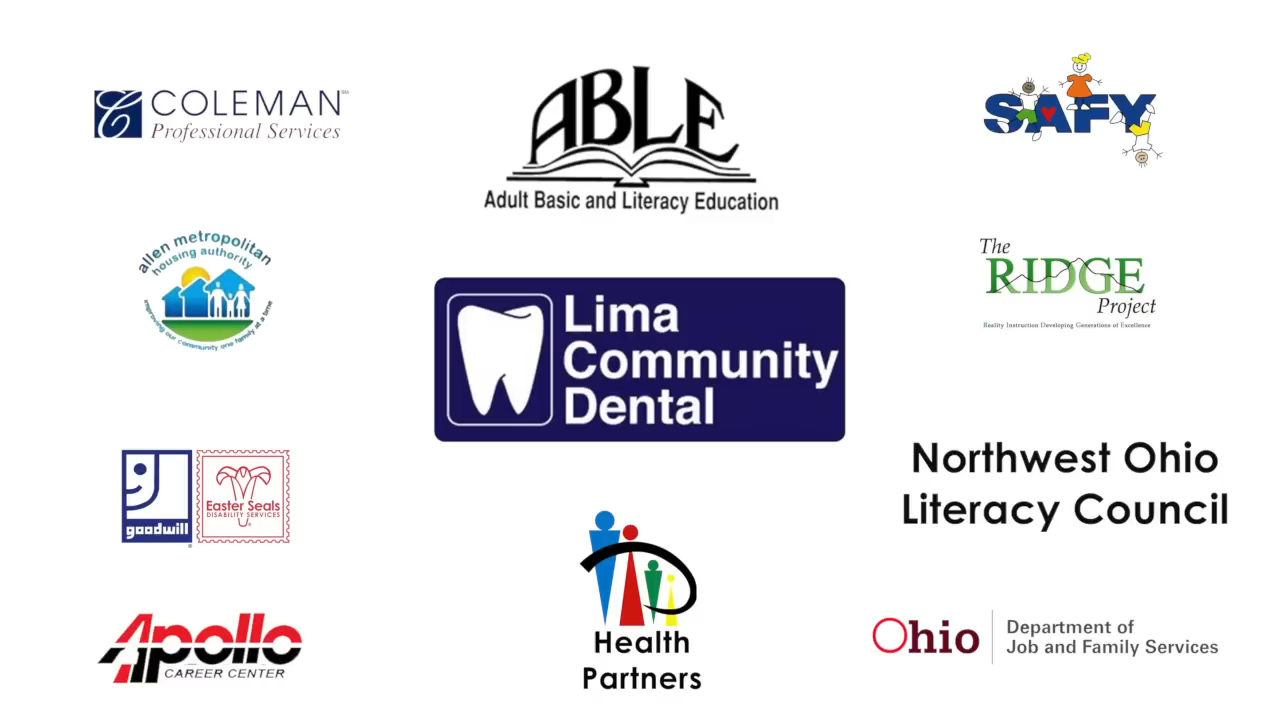 COLEMAN℠
Professional Services
ABLE
Adult Basic and Literacy Education
SAFY
allen metropolitan
housing authority
improving our community one family at a time
The
RIDGE
Project
Reality Instruction Developing Generations of Excellence
Lima
Community
Dental
goodwill
®
Easter Seals
DISABILITY SERVICES
®
Northwest Ohio
Literacy Council
Apollo
CAREER CENTER
Health
Partners
Ohio
Department of
Job and Family Services